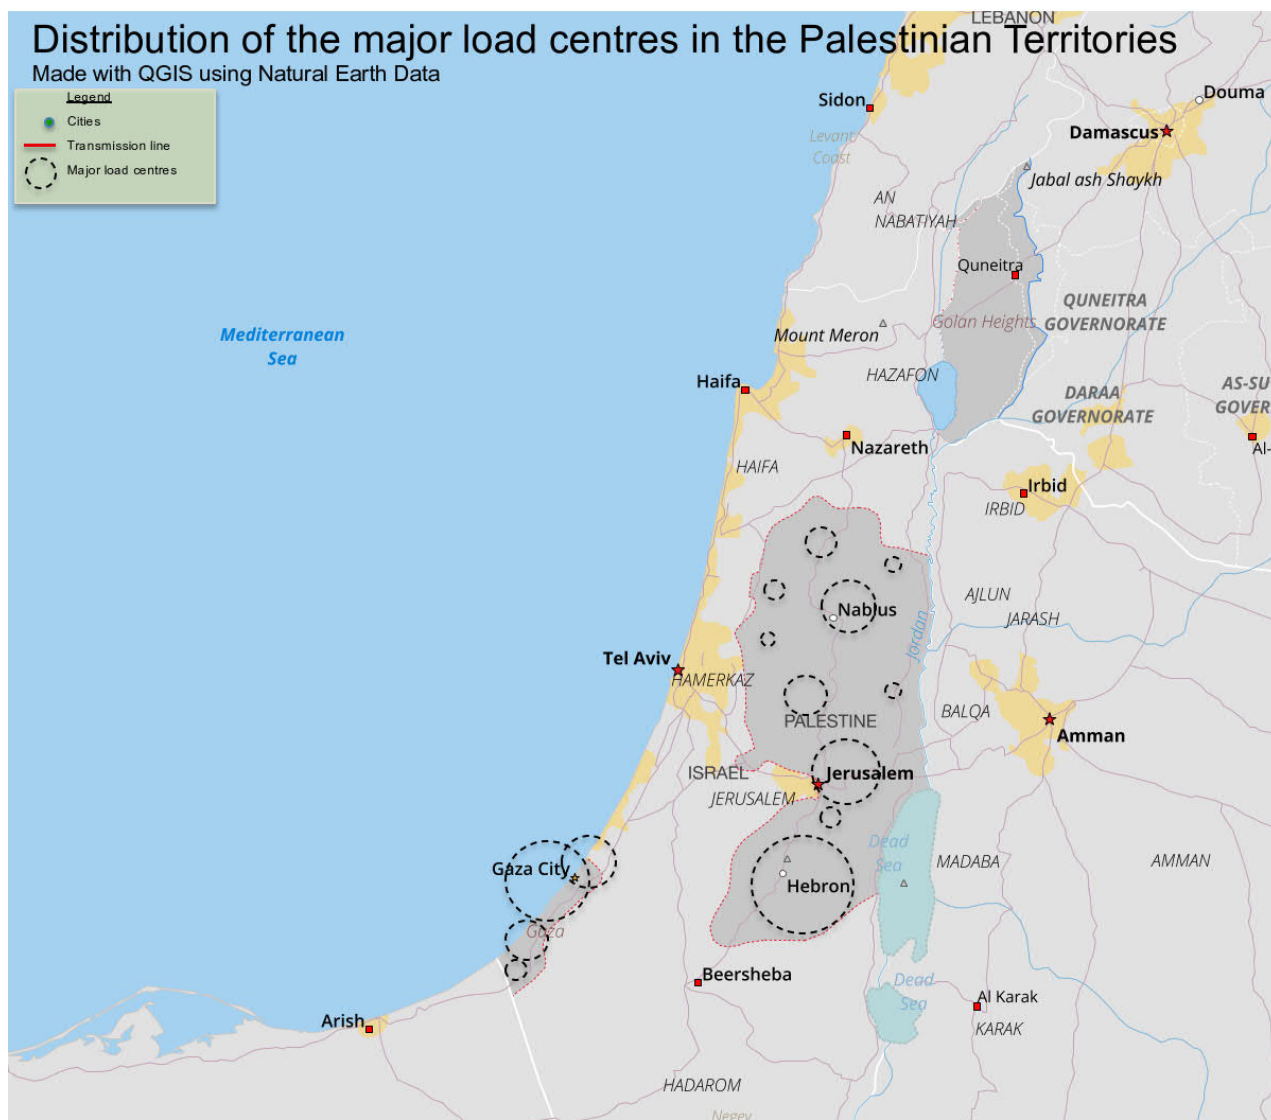 LEBANON
Distribution of the major load centres in the Palestinian Territories
Made with QGIS using Natural Earth Data
Legend
Cities
Transmission line
Major load centres
Sidon
Douma
Damascus
Levant
Coast
Jabal ash Shaykh
AN
NABATIYAH
Quneitra
QUNEITRA
GOVERNORATE
Golan Heights
Mediterranean
Sea
Mount Meron
HAZAFON
Haifa
DARAA
GOVERNORATE
AS-SU
GOVER
Nazareth
Al-
HAIFA
Irbid
IRBID
AJLUN
Nablus
JARASH
Jordan
Tel Aviv
HAMERKAZ
BALQA
PALESTINE
Amman
ISRAEL
Jerusalem
JERUSALEM
Dead
Sea
MADABA
AMMAN
Gaza City
Hebron
Gaza
Beersheba
Dead
Sea
Al Karak
Arish
KARAK
HADAROM
Negev